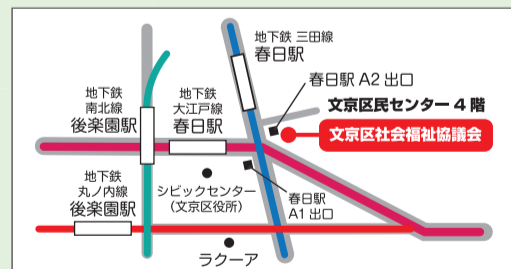 地下鉄 三田線
春日駅
春日駅 A2 出口
文京区民センター 4 階
文京区社会福祉協議会
地下鉄
南北線
後楽園駅
地下鉄
大江戸線
春日駅
地下鉄
丸ノ内線
後楽園駅
シビックセンター
(文京区役所)
春日駅
A1 出口
ラクーア